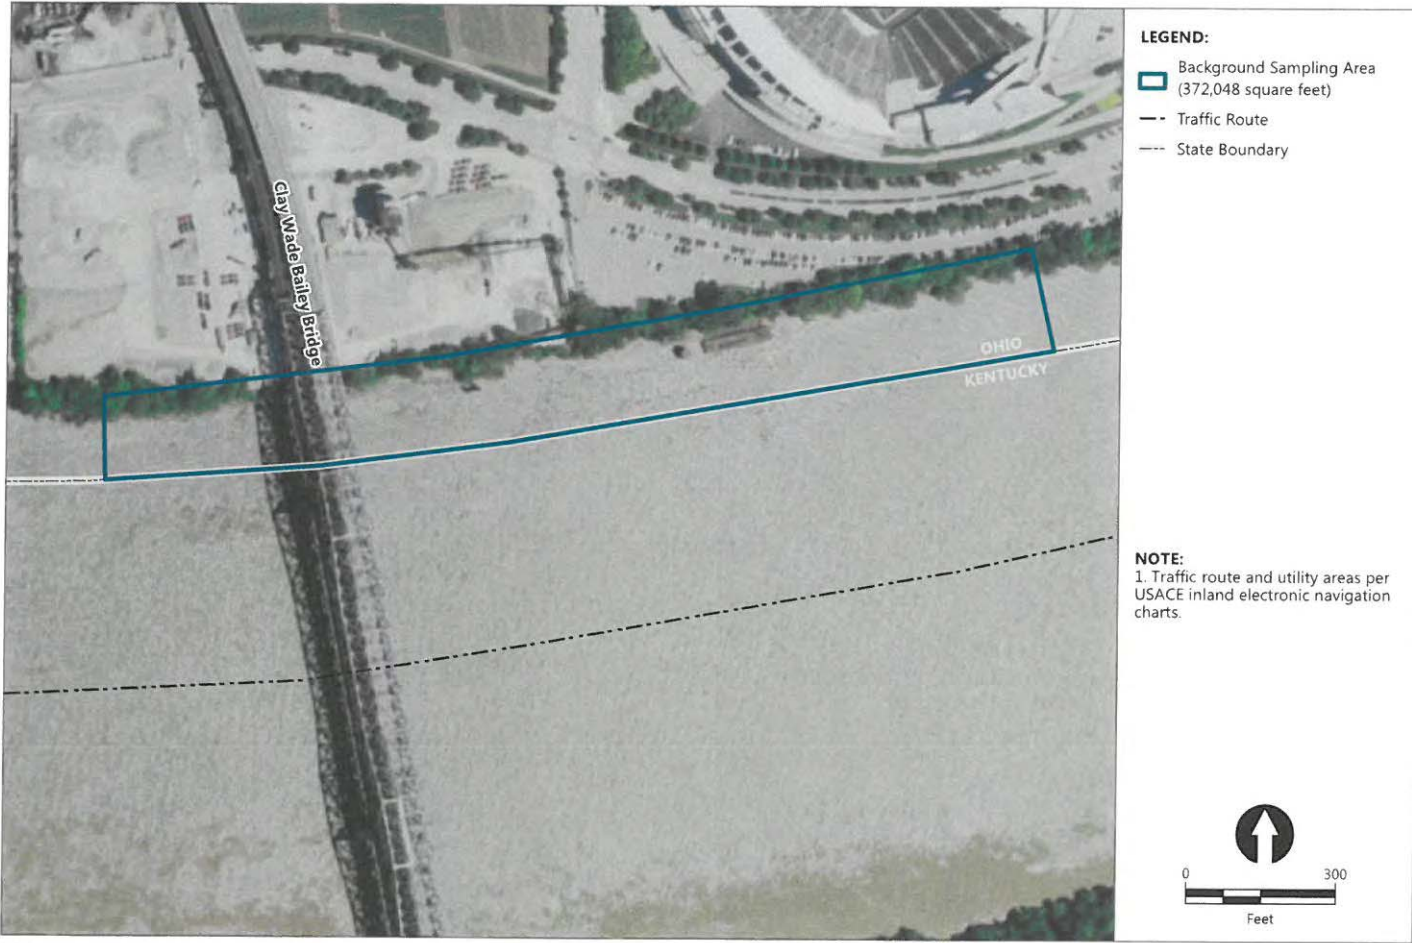 LEGEND:
Background Sampling Area
(372,048 square feet)
Traffic Route
State Boundary
Clay Wade Bailey Bridge
OHIO
KENTUCKY
NOTE:
1. Traffic route and utility areas per
USACE inland electronic navigation
charts.
0 300
Feet